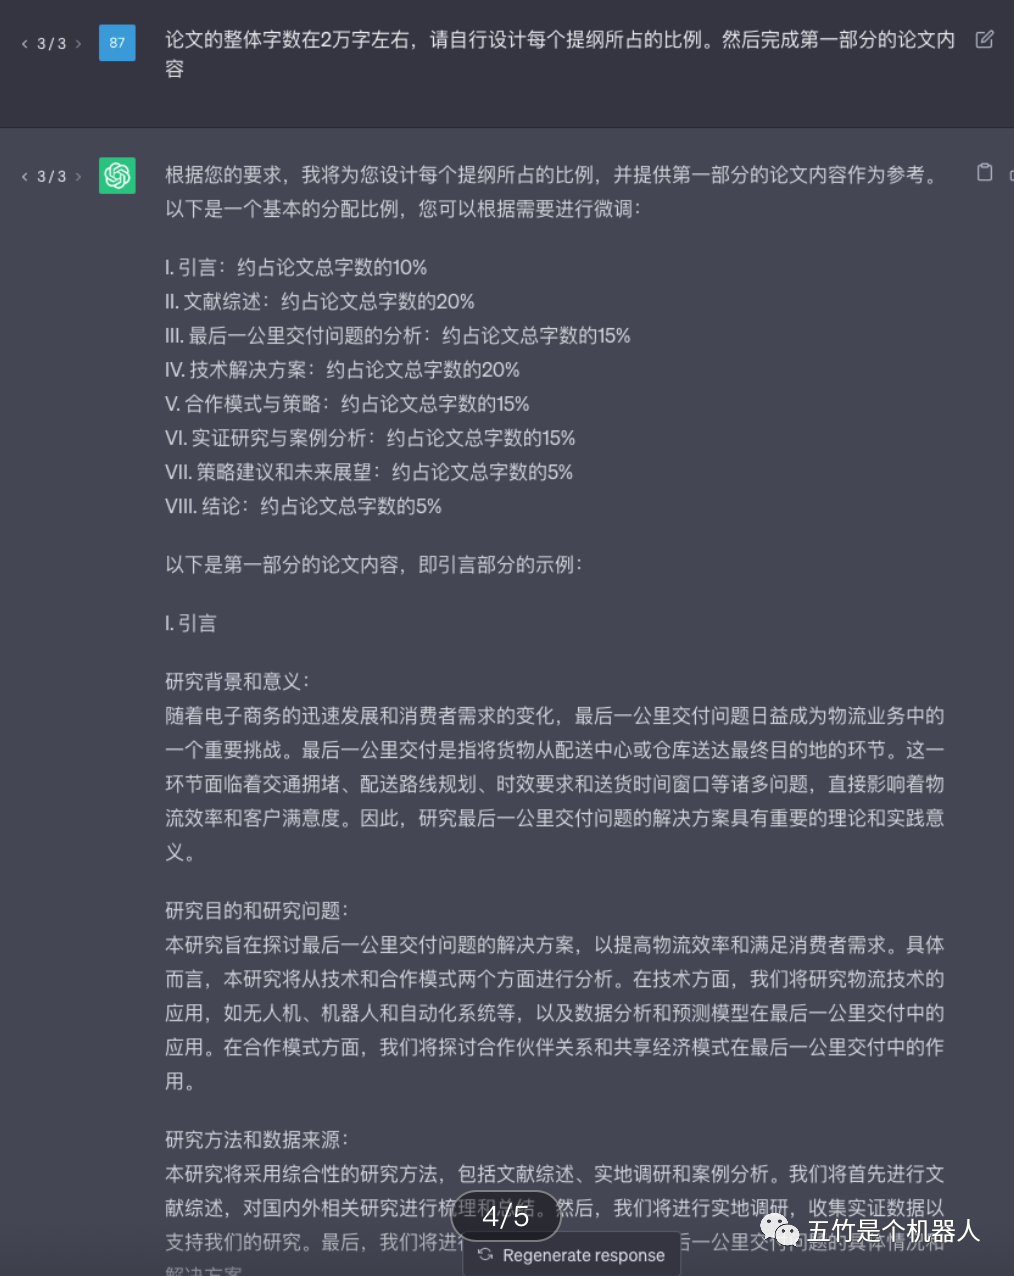 < 3/3 >
87
论文的整体字数在2万字左右，请自行设计每个提纲所占的比例。然后完成第一部分的论文内
容
< 3/3 >
根据您的要求，我将为您设计每个提纲所占的比例，并提供第一部分的论文内容作为参考。
以下是一个基本的分配比例，您可以根据需要进行微调：
I. 引言：约占论文总字数的10%
II. 文献综述：约占论文总字数的20%
III. 最后一公里交付问题的分析：约占论文总字数的15%
IV. 技术解决方案：约占论文总字数的20%
V. 合作模式与策略：约占论文总字数的15%
VI. 实证研究与案例分析：约占论文总字数的15%
VII. 策略建议和未来展望：约占论文总字数的5%
VIII. 结论：约占论文总字数的5%
以下是第一部分的论文内容，即引言部分的示例：
I. 引言
研究背景和意义：
随着电子商务的迅速发展和消费者需求的变化，最后一公里交付问题日益成为物流业务中的
一个重要挑战。最后一公里交付是指将货物从配送中心或仓库送达最终目的地的环节。这一
环节面临着交通拥堵、配送路线规划、时效要求和送货时间窗口等诸多问题，直接影响着物
流效率和客户满意度。因此，研究最后一公里交付问题的解决方案具有重要的理论和实践意
义。
研究目的和研究问题：
本研究旨在探讨最后一公里交付问题的解决方案，以提高物流效率和满足消费者需求。具体
而言，本研究将从技术和合作模式两个方面进行分析。在技术方面，我们将研究物流技术的
应用，如无人机、机器人和自动化系统等，以及数据分析和预测模型在最后一公里交付中的
应用。在合作模式方面，我们将探讨合作伙伴关系和共享经济模式在最后一公里交付中的作
用。
研究方法和数据来源：
本研究将采用综合性的研究方法，包括文献综述、实地调研和案例分析。我们将首先进行文
献综述，对国内外相关研究进行梳理和总结。然后，我们将进行实地调研，收集实证数据以
4/5
支持我们的研究。最后，我们将进行 后一公里交付问题的具体情况和
五竹是个机器人
Regenerate response
解决方案